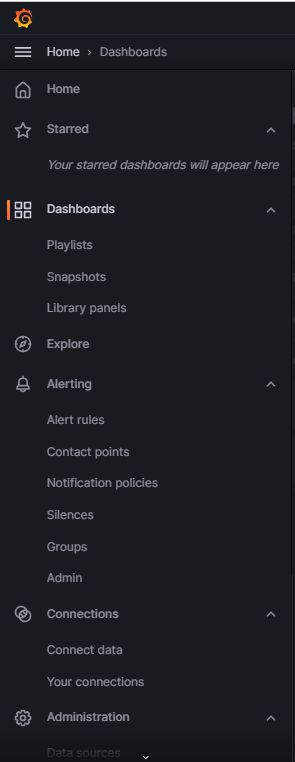 Home › Dashboards
Home
Starred
Your starred dashboards will appear here
Dashboards
Playlists
Snapshots
Library panels
Explore
Alerting
Alert rules
Contact points
Notification policies
Silences
Groups
Admin
Connections
Connect data
Your connections
Administration
Data sources